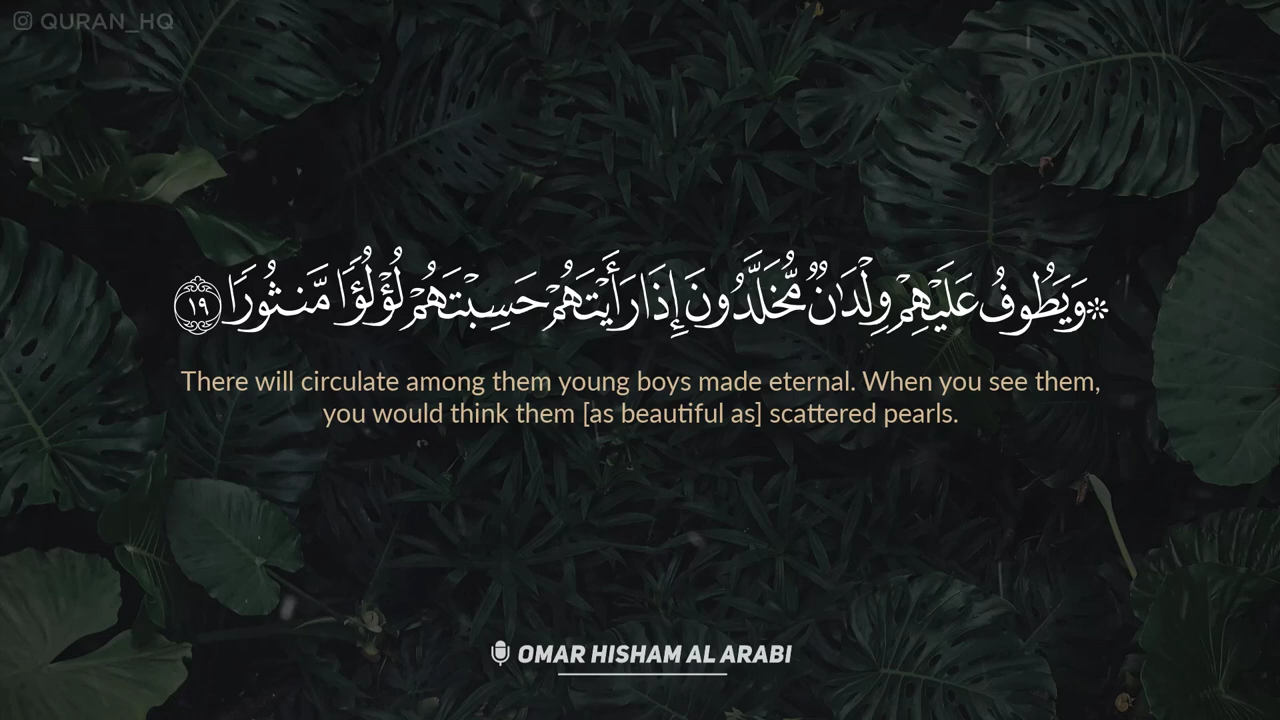 QURAN_HQ
۞ وَيَطُوفُ عَلَيْهِمْ وِلْدَٰنٌ مُّخَلَّدُونَ إِذَا رَأَيْتَهُمْ حَسِبْتَهُمْ لُؤْلُؤًا مَّنثُورًا ١٩
There will circulate among them young boys made eternal. When you see them,
you would think them [as beautiful as] scattered pearls.
OMAR HISHAM AL ARABI